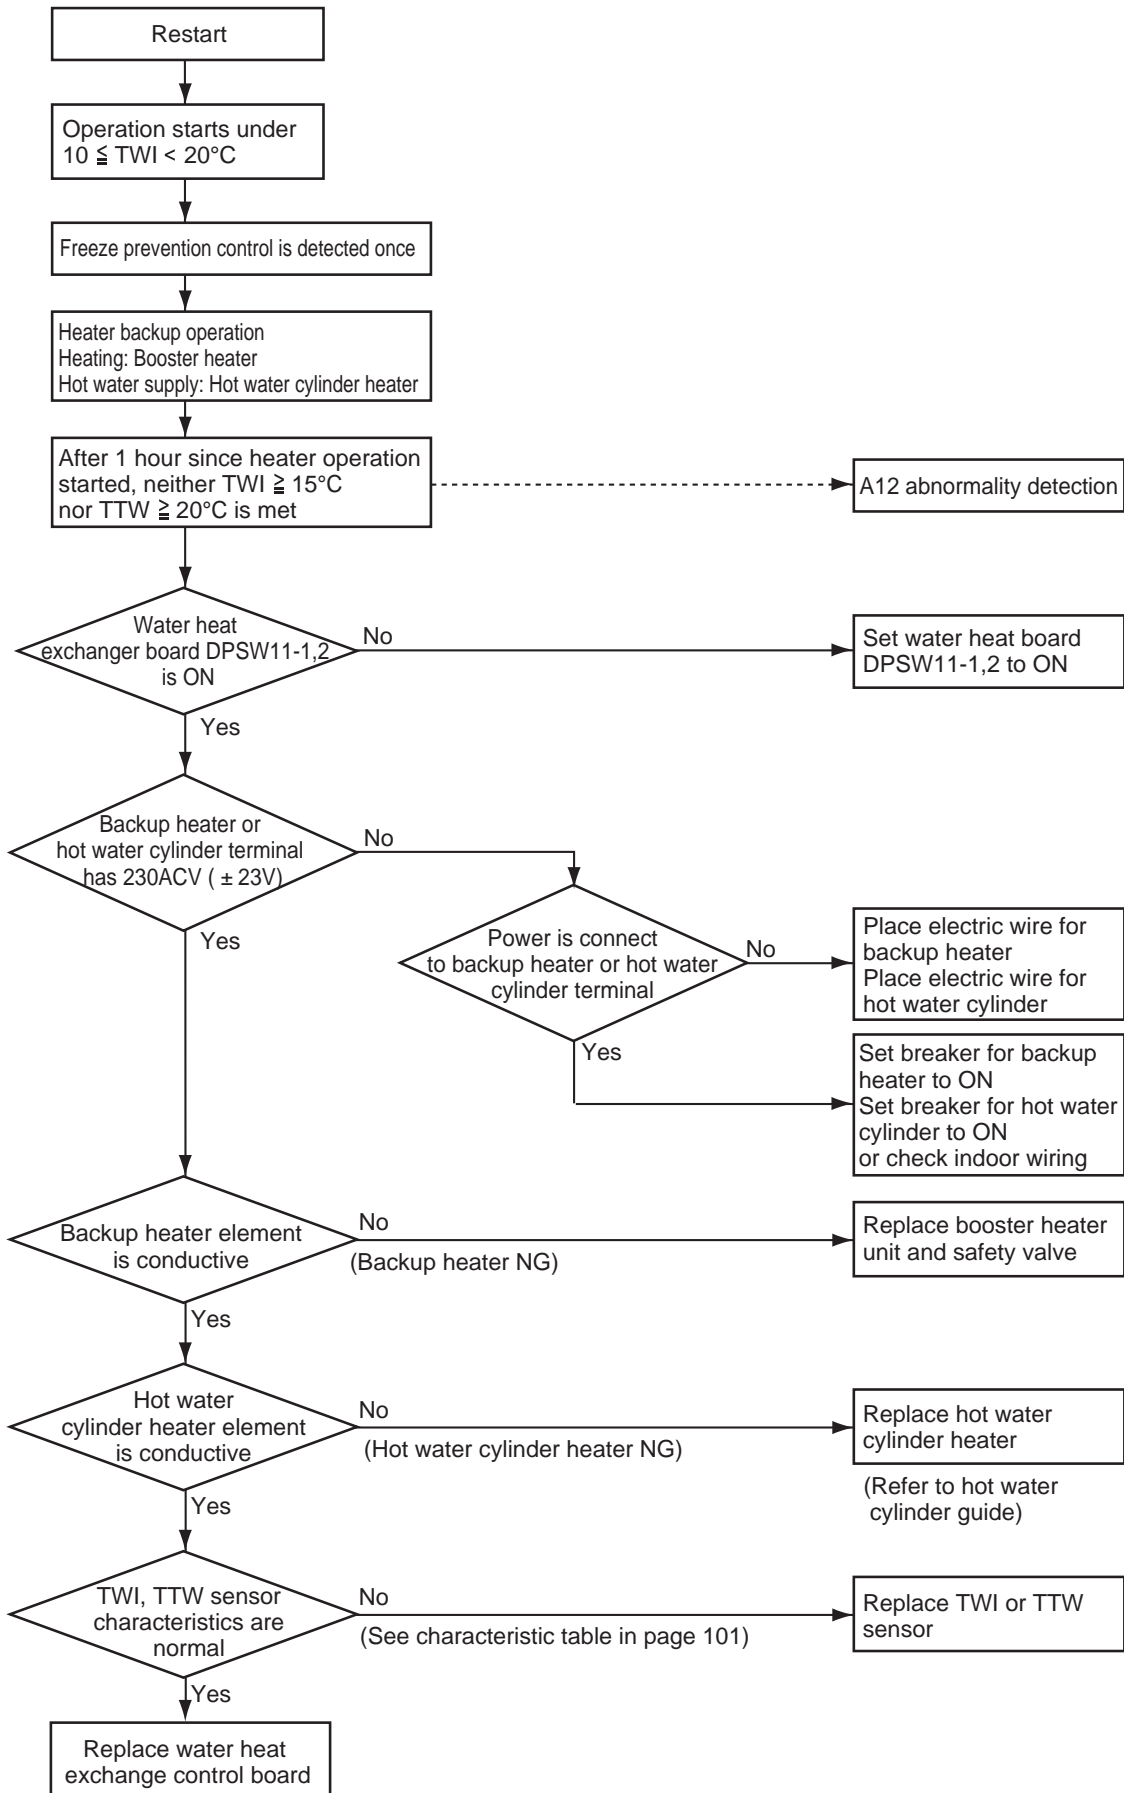 Restart
Operation starts under
10 ≦ TWI < 20°C
Freeze prevention control is detected once
Heater backup operation
Heating: Booster heater
Hot water supply: Hot water cylinder heater
After 1 hour since heater operation
started, neither TWI ≧ 15°C
nor TTW ≧ 20°C is met
A12 abnormality detection
Water heat
exchanger board DPSW11-1,2
is ON
No
Set water heat board
DPSW11-1,2 to ON
Yes
Backup heater or
hot water cylinder terminal
has 230ACV ( ± 23V)
No
Yes
Power is connect
to backup heater or hot water
cylinder terminal
No
Place electric wire for
backup heater
Place electric wire for
hot water cylinder
Yes
Set breaker for backup
heater to ON
Set breaker for hot water
cylinder to ON
or check indoor wiring
Backup heater element
is conductive
No
(Backup heater NG)
Replace booster heater
unit and safety valve
Yes
Hot water
cylinder heater element
is conductive
No
(Hot water cylinder heater NG)
Replace hot water
cylinder heater
(Refer to hot water
cylinder guide)
Yes
TWI, TTW sensor
characteristics are
normal
No
(See characteristic table in page 101)
Replace TWI or TTW
sensor
Yes
Replace water heat
exchange control board